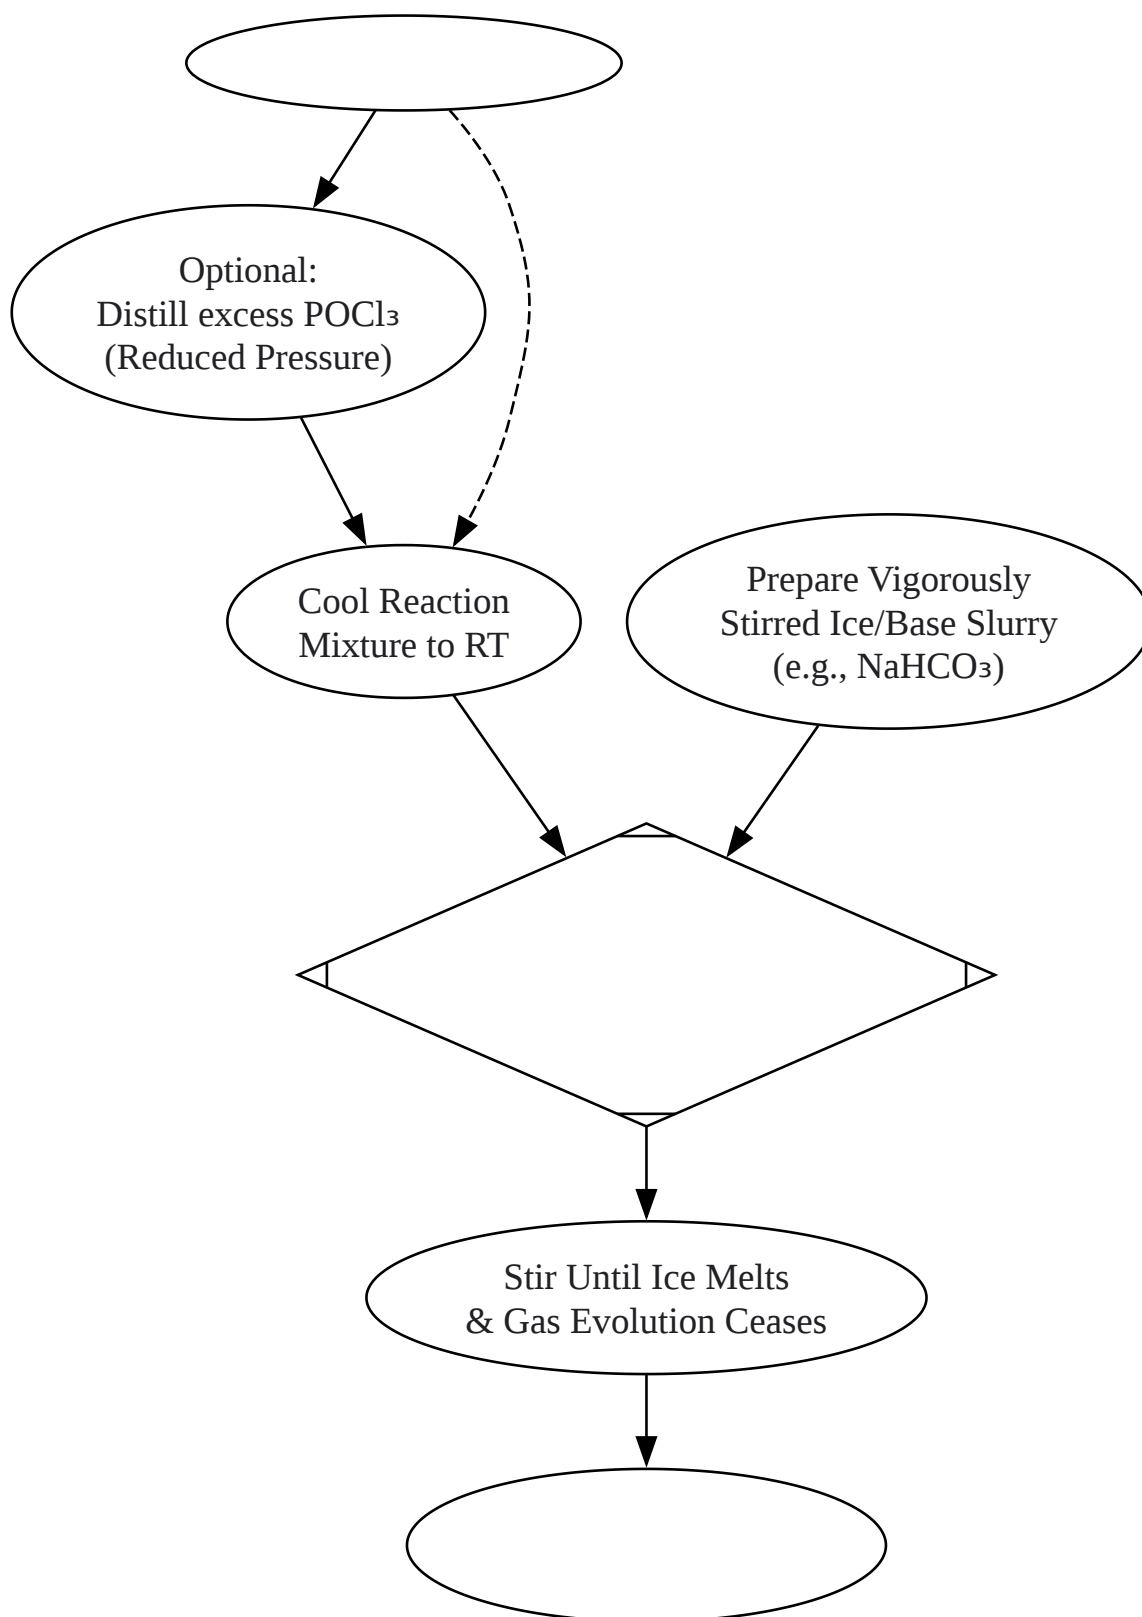 Optional:
Distill excess POCl₃
(Reduced Pressure)
Cool Reaction
Mixture to RT
Prepare Vigorously
Stirred Ice/Base Slurry
(e.g., NaHCO₃)
Stir Until Ice Melts
& Gas Evolution Ceases